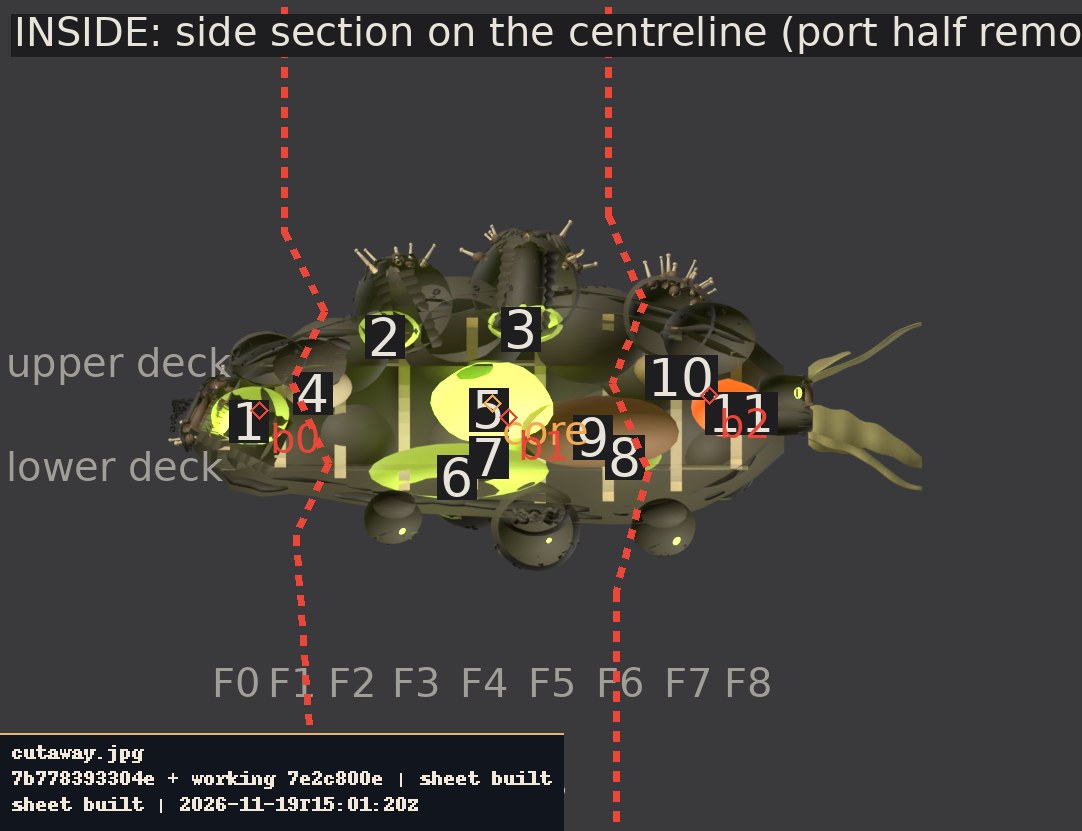 INSIDE: side section on the centreline (port half remo
2
3
upper deck
10
4
5
11
1
b0
core
b1
9
b2
lower deck
7
8
6
F0 F1 F2 F3 F4 F5 F6 F7 F8
cutaway.jpg
7b778393304e + working 7e2c800e | sheet built
sheet built | 2026-11-19T15:01:20Z